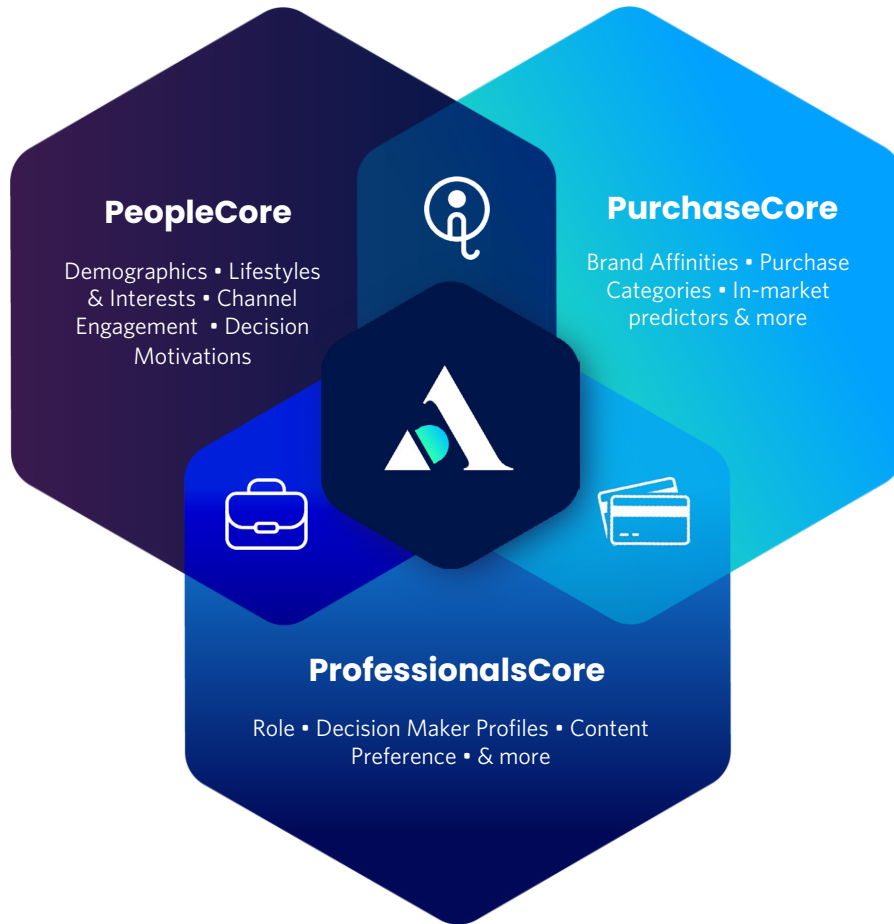 PeopleCore
Demographics • Lifestyles
& Interests • Channel
Engagement • Decision
Motivations
PurchaseCore
Brand Affinities • Purchase
Categories • In-market
predictors & more
ProfessionalsCore
Role • Decision Maker Profiles • Content
Preference • & more